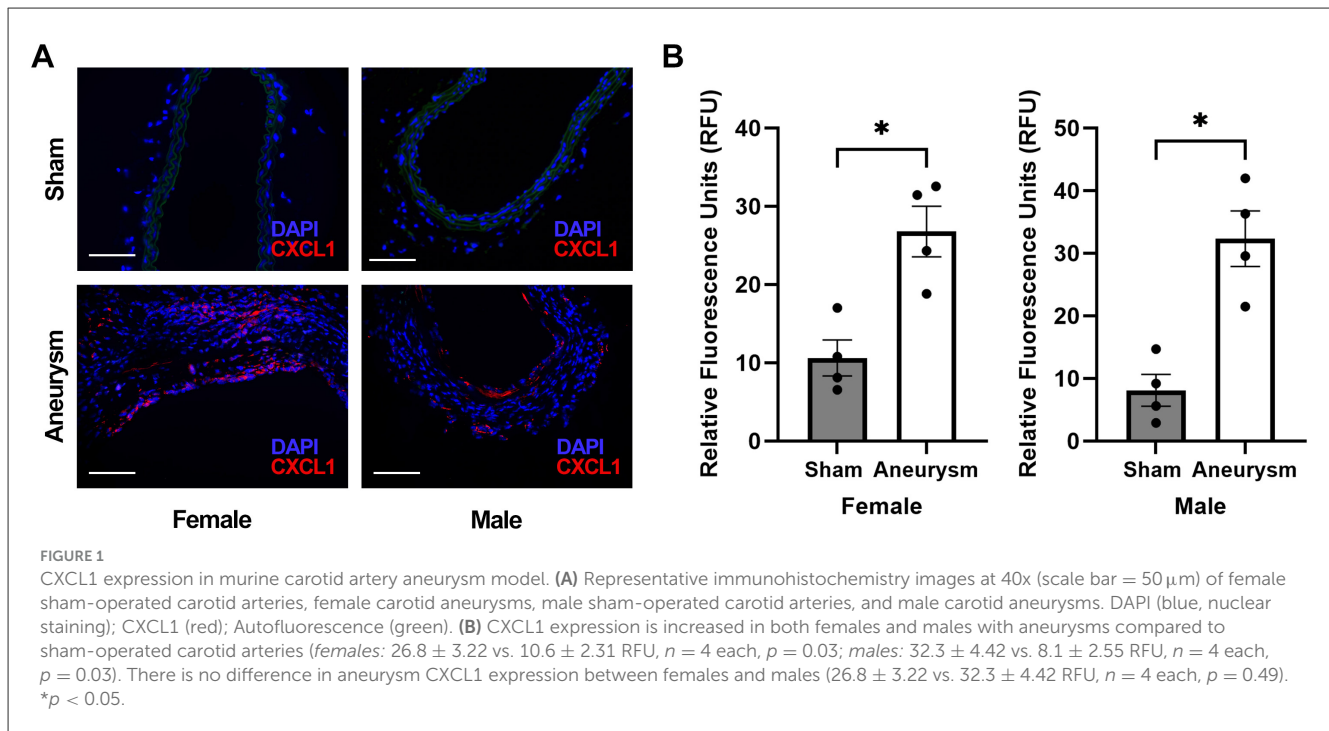 A
Sham
DAPI
CXCL1
DAPI
CXCL1
Aneurysm
DAPI
CXCL1
DAPI
CXCL1
Female
Male
B
Relative Fluorescence Units (RFU)
40
30
20
10
0
*
Sham Aneurysm
Female
Relative Fluorescence Units (RFU)
50
40
30
20
10
0
*
Sham Aneurysm
Male
FIGURE 1
CXCL1 expression in murine carotid artery aneurysm model. (A) Representative immunohistochemistry images at 40x (scale bar = 50 μm) of female
sham-operated carotid arteries, female carotid aneurysms, male sham-operated carotid arteries, and male carotid aneurysms. DAPI (blue, nuclear
staining); CXCL1 (red); Autofluorescence (green). (B) CXCL1 expression is increased in both females and males with aneurysms compared to
sham-operated carotid arteries (females: 26.8 ± 3.22 vs. 10.6 ± 2.31 RFU, n = 4 each, p = 0.03; males: 32.3 ± 4.42 vs. 8.1 ± 2.55 RFU, n = 4 each,
p = 0.03). There is no difference in aneurysm CXCL1 expression between females and males (26.8 ± 3.22 vs. 32.3 ± 4.42 RFU, n = 4 each, p = 0.49).
*p < 0.05.